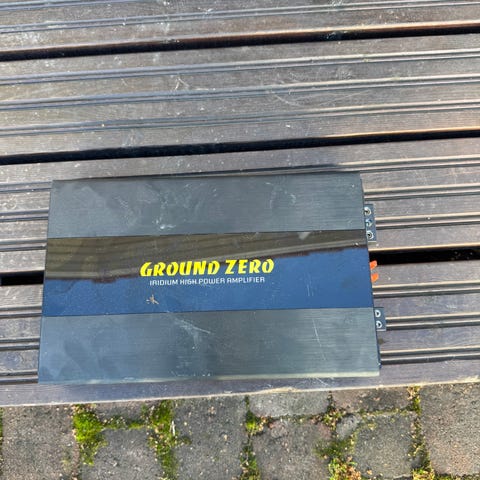 GROUND ZERO
IRIDIUM HIGH POWER AMPLIFIER